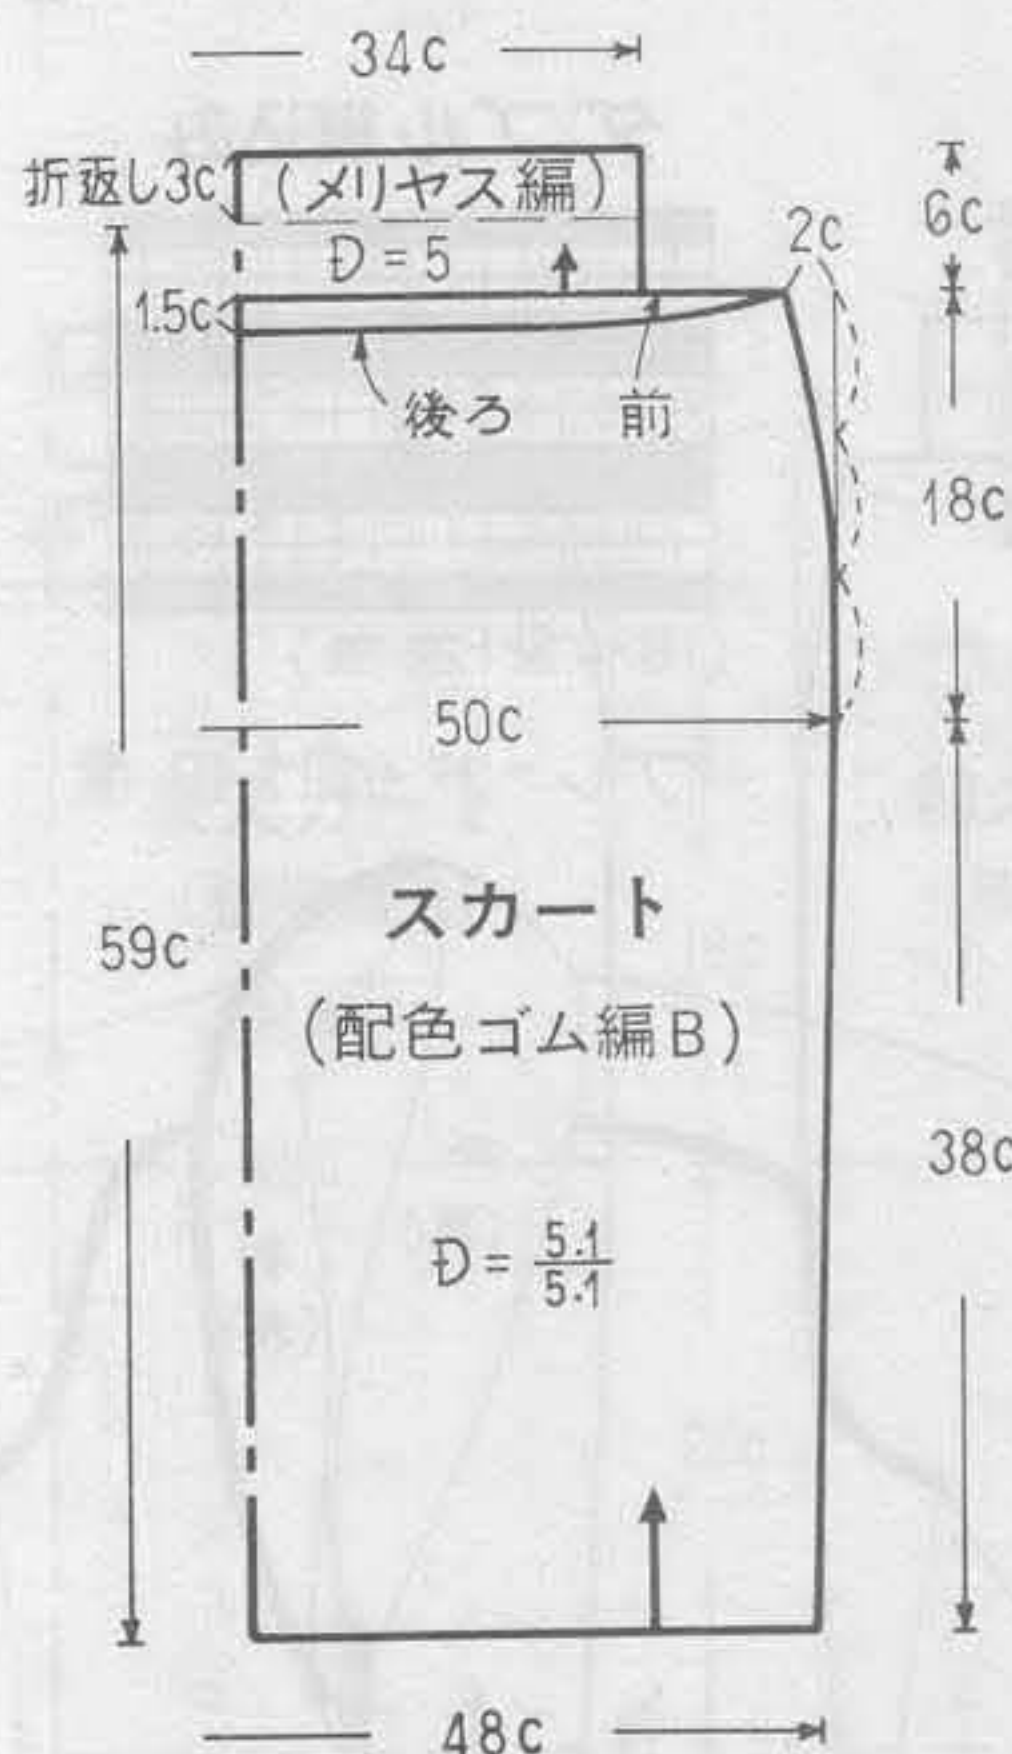 34c
折返し3c
(メリヤス編)
6c
Ð = 5
2c
1.5c
後ろ
前
18c
50c
スカート
59c
(配色ゴム編B)
38c
Ð = 5.1/5.1
48c